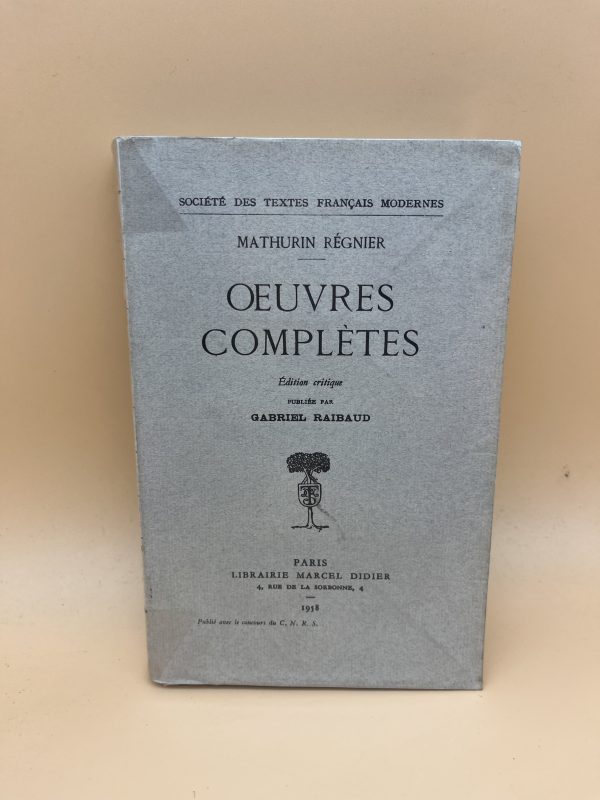 SOCIÉTÉ DES TEXTES FRANÇAIS MODERNES
MATHURIN RÉGNIER
OEUVRES
COMPLÈTES
Édition critique
PUBLIÉE PAR
GABRIEL RAIBAUD
PARIS
LIBRAIRIE MARCEL DIDIER
4, RUE DE LA SORBONNE, 4
1958
Publié avec le concours du C. N. R. S.